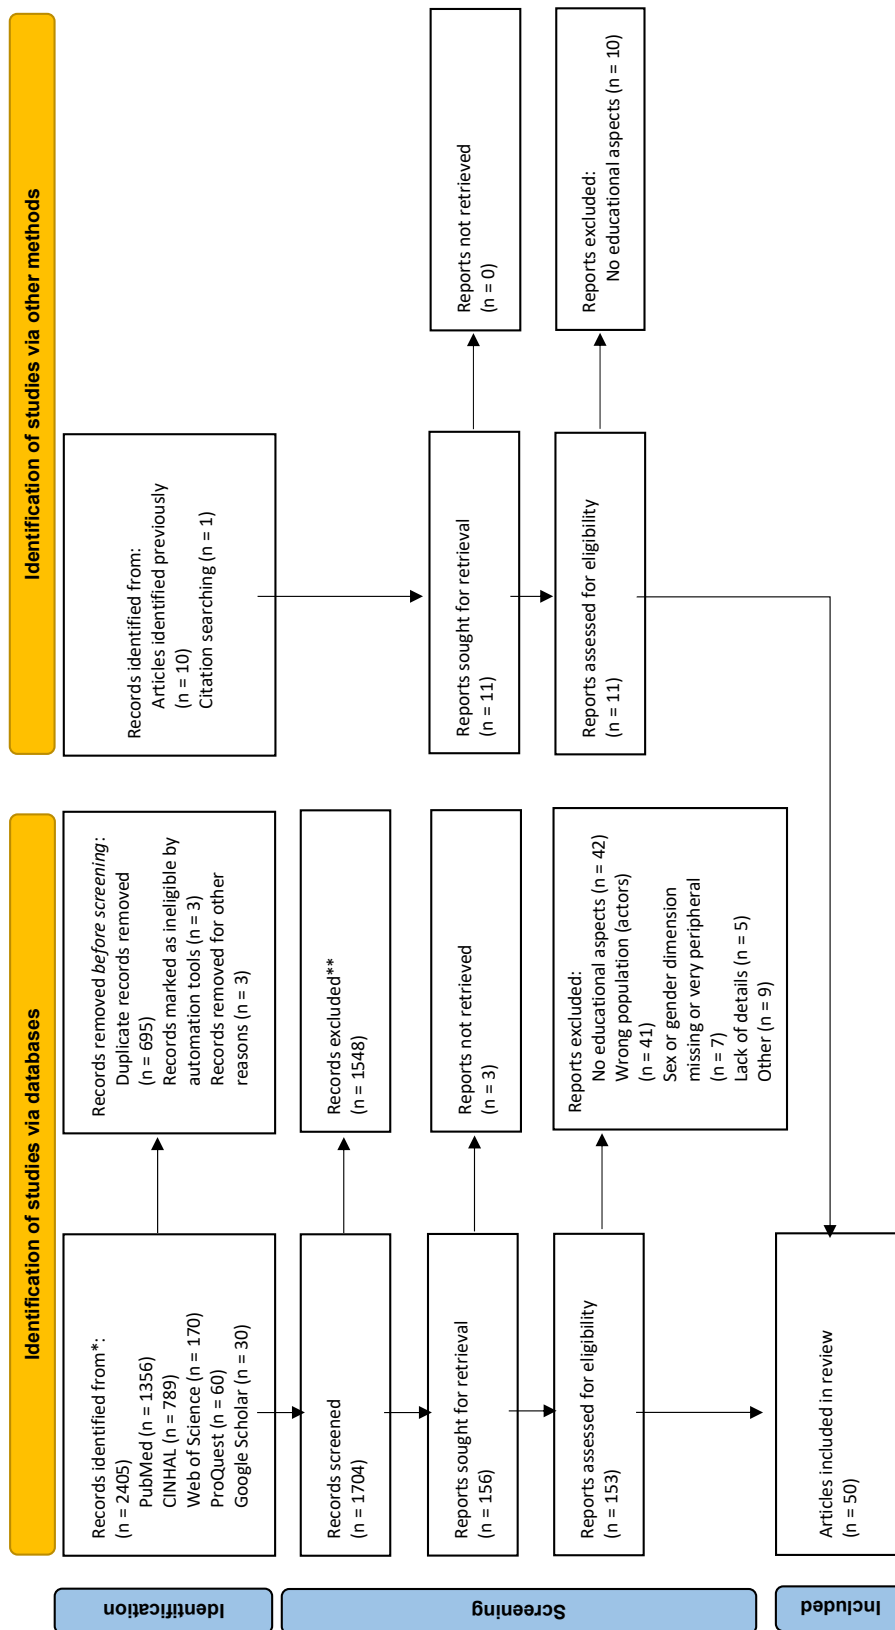 Identification of studies via databases
Identification of studies via other methods
Identification
Records identified from*:
(n = 2405)
PubMed (n = 1356)
CINHAL (n = 789)
Web of Science (n = 170)
ProQuest (n = 60)
Google Scholar (n = 30)
Records removed before screening:
Duplicate records removed
(n = 695)
Records marked as ineligible by
automation tools (n = 3)
Records removed for other
reasons (n = 3)
Records identified from:
Articles identified previously
(n = 10)
Citation searching (n = 1)
Screening
Records screened
(n = 1704)
Records excluded**
(n = 1548)
Reports sought for retrieval
(n = 156)
Reports not retrieved
(n = 3)
Reports sought for retrieval
(n = 11)
Reports not retrieved
(n = 0)
Reports assessed for eligibility
(n = 153)
Reports excluded:
No educational aspects (n = 42)
Wrong population (actors)
(n = 41)
Sex or gender dimension
missing or very peripheral
(n = 7)
Lack of details (n = 5)
Other (n = 9)
Reports assessed for eligibility
(n = 11)
Reports excluded:
No educational aspects (n = 10)
Included
Articles included in review
(n = 50)